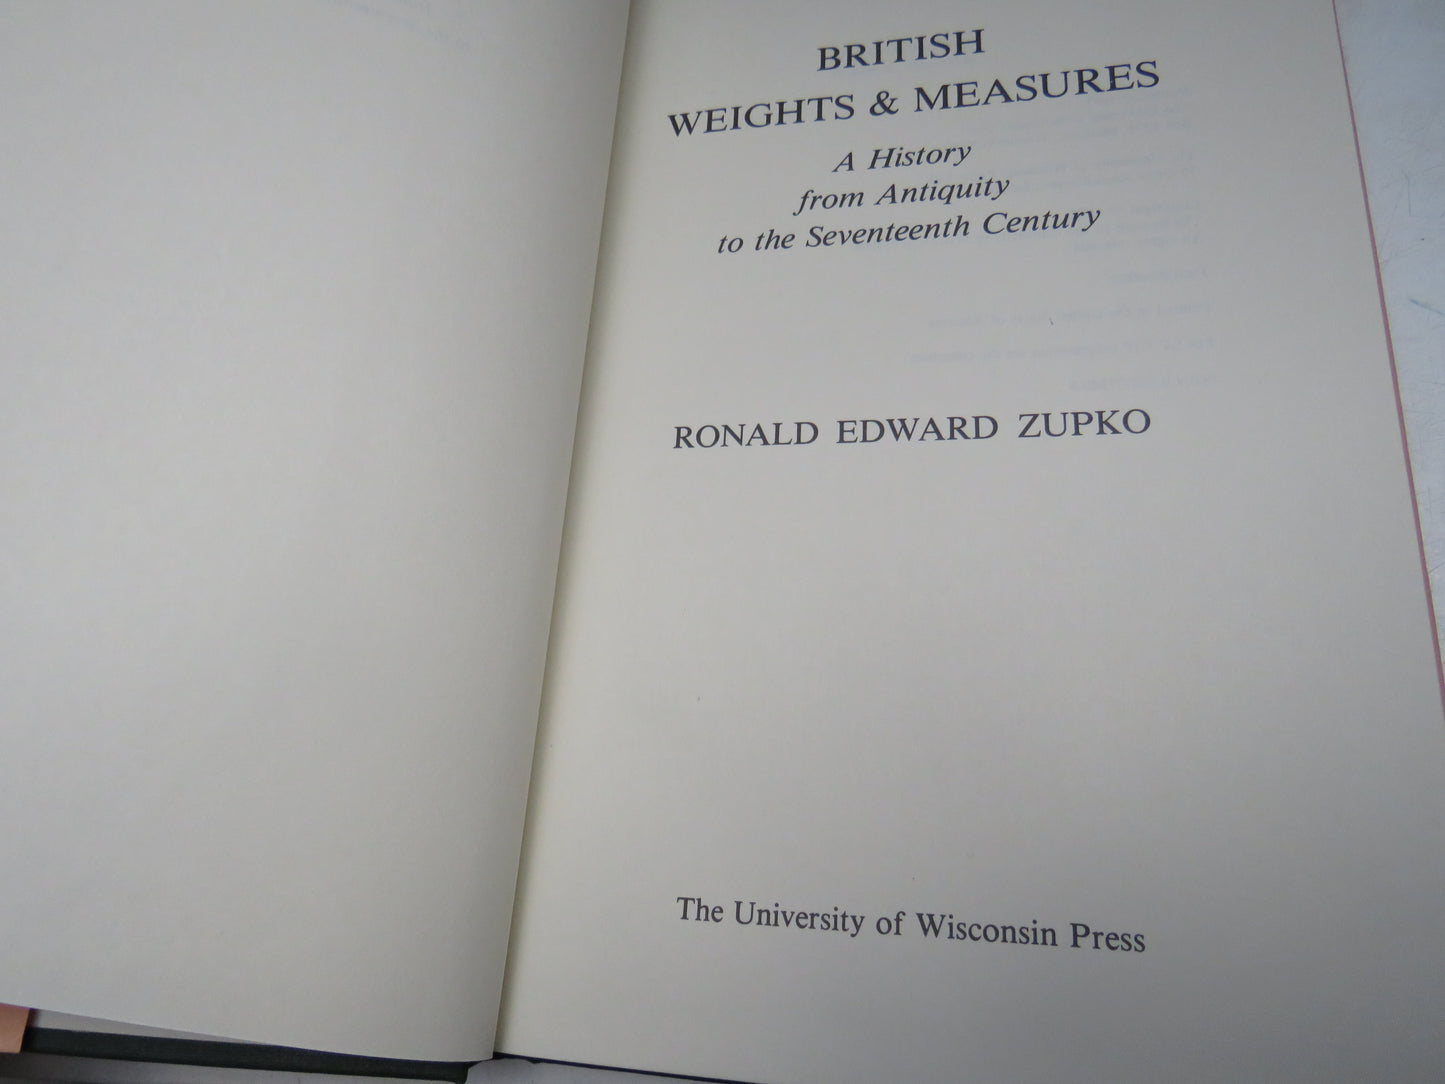 BRITISH
WEIGHTS & MEASURES
A History
from Antiquity
to the Seventeenth Century
RONALD EDWARD ZUPKO
The University of Wisconsin Press